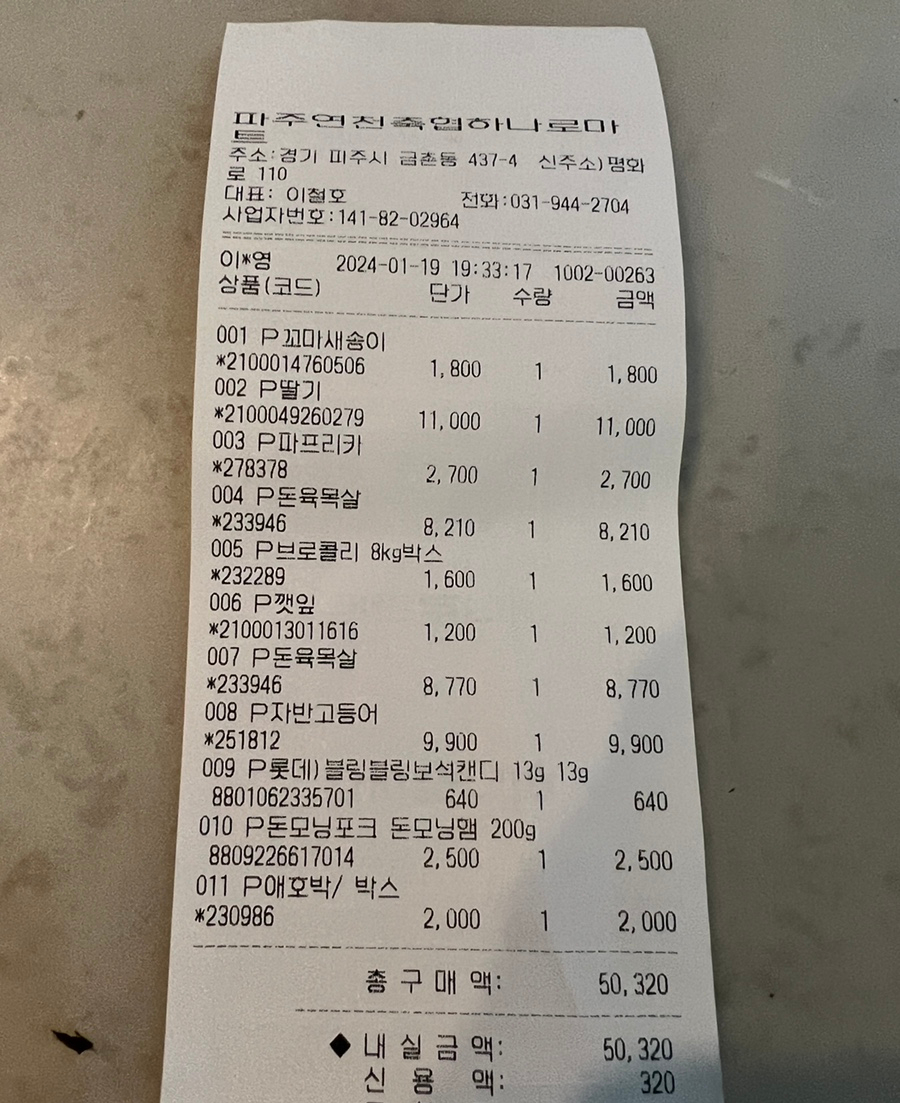 파주연천축협하나로마
트
주소:경기 파주시 금촌동 437-4 신주소)명화
로 110
대표: 이철호 전화:031-944-2704
사업자번호:141-82-02964
이*영 2024-01-19 19:33:17 1002-00263
상품(코드) 단가 수량 금액
001 P꼬마새송이
*2100014760506 1,800 1 1,800
002 P딸기
*2100049260279 11,000 1 11,000
003 P파프리카
*278378 2,700 1 2,700
004 P돈육목살
*233946 8,210 1 8,210
005 P브로콜리 8kg박스
*232289 1,600 1 1,600
006 P깻잎
*2100013011616 1,200 1 1,200
007 P돈육목살
*233946 8,770 1 8,770
008 P자반고등어
*251812 9,900 1 9,900
009 P롯데)블링블링보석캔디 13g 13g
8801062335701 640 1 640
010 P돈모닝포크 돈모닝햄 200g
8809226617014 2,500 1 2,500
011 P애호박/ 박스
*230986 2,000 1 2,000
총 구 매 액: 50,320
◆ 내 실 금 액: 50,320
신 용 액: 320